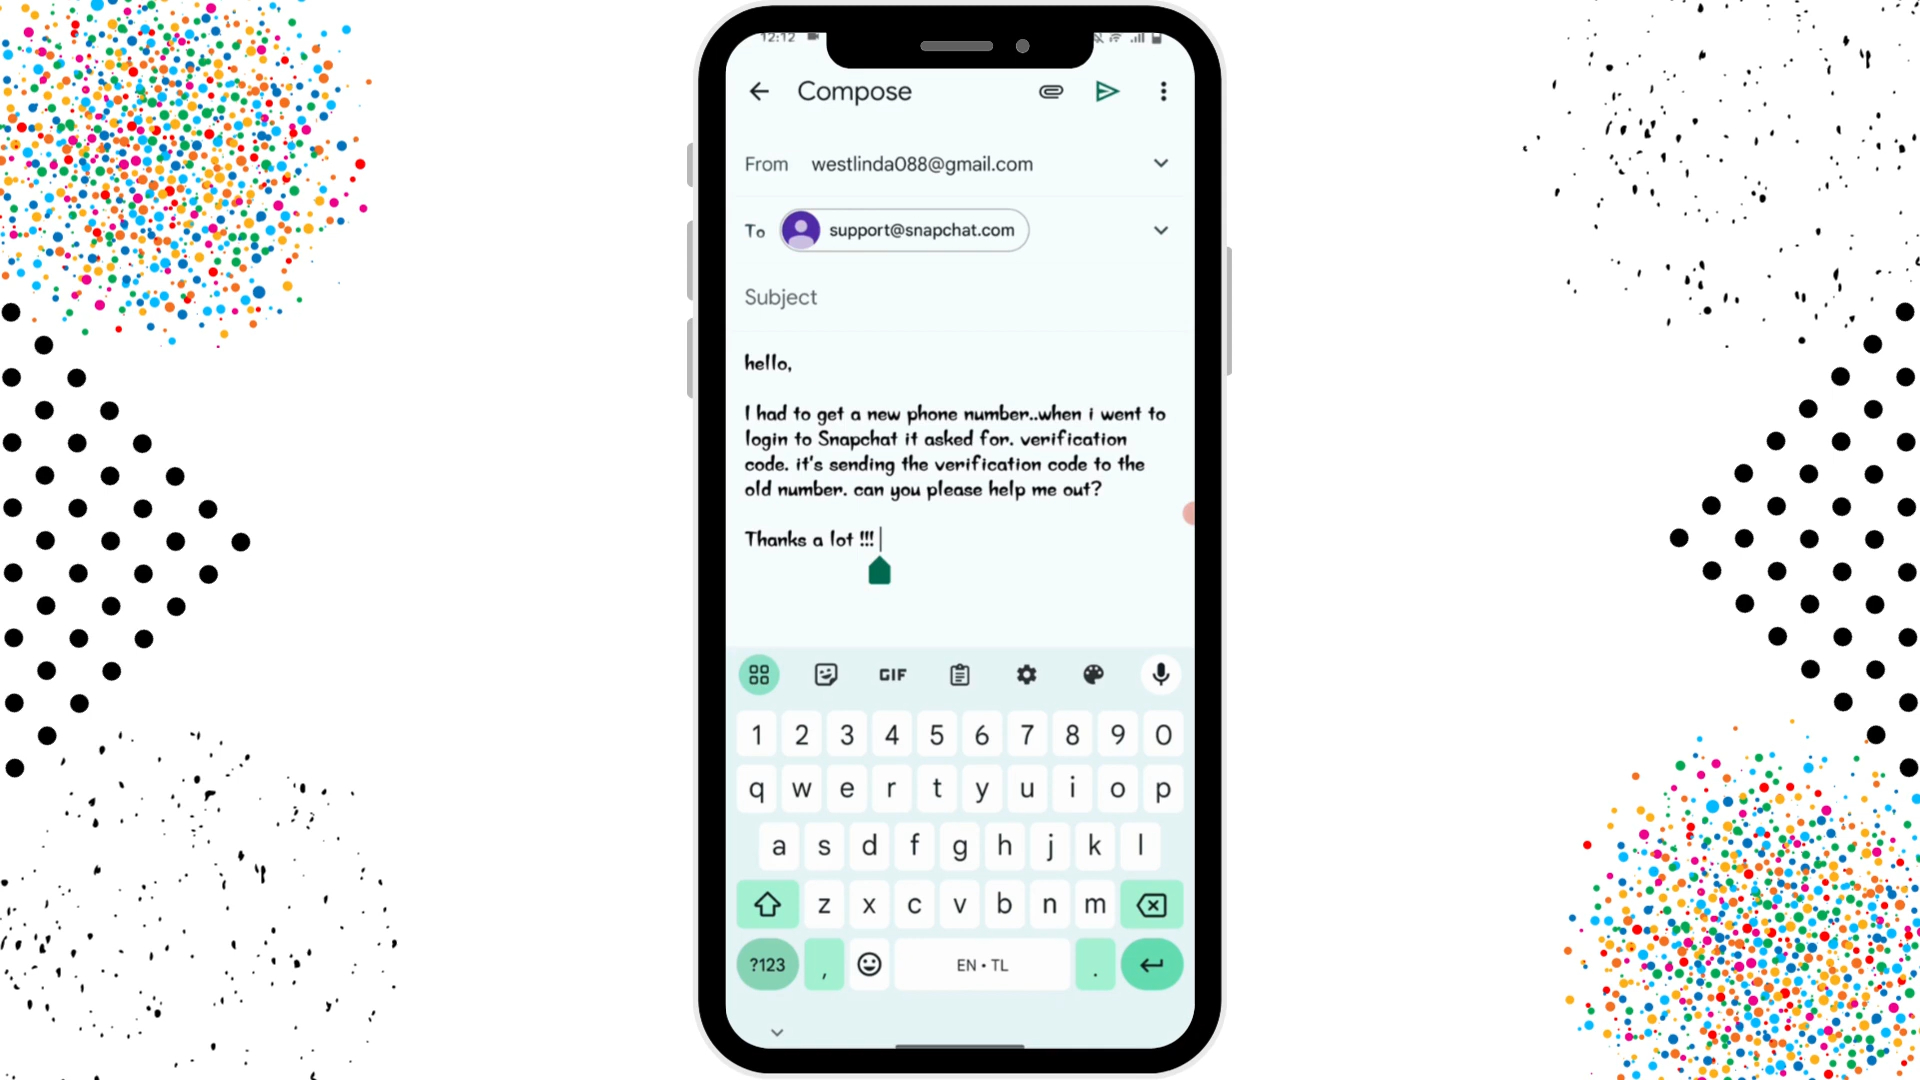 12:12
Compose
From westlinda088@gmail.com
To support@snapchat.com
Subject
hello,
I had to get a new phone number..when i went to
login to Snapchat it asked for. verification
code. it's sending the verification code to the
old number. can you please help me out?
Thanks a lot !!!
GIF
1 2 3 4 5 6 7 8 9 0
q w e r t y u i o p
a s d f g h j k l
z x c v b n m
?123 , EN • TL .